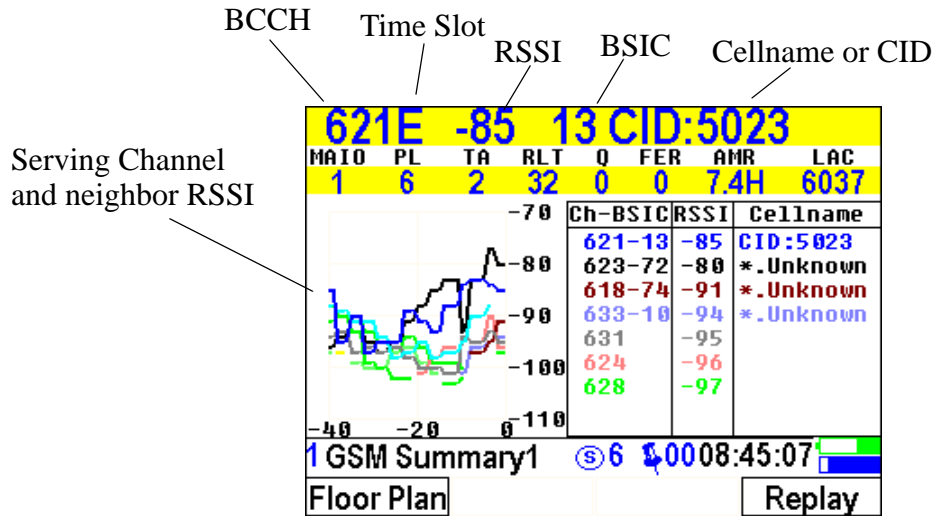 BCCH
Time Slot
RSSI
BSIC
Cellname or CID
Serving Channel
and neighbor RSSI
621E -85 13 CID:5023
MAIO PL TA RLT Q FER AMR LAC
1 6 2 32 0 0 7.4H 6037
-70
-80
-90
-100
-110
-40 -20 0
Ch-BSIC RSSI Cellname
621-13 -85 CID:5023
623-72 -80 *.Unknown
618-74 -91 *.Unknown
633-10 -94 *.Unknown
631 -95
624 -96
628 -97
1 GSM Summary1 S 6 0008:45:07
Floor Plan Replay